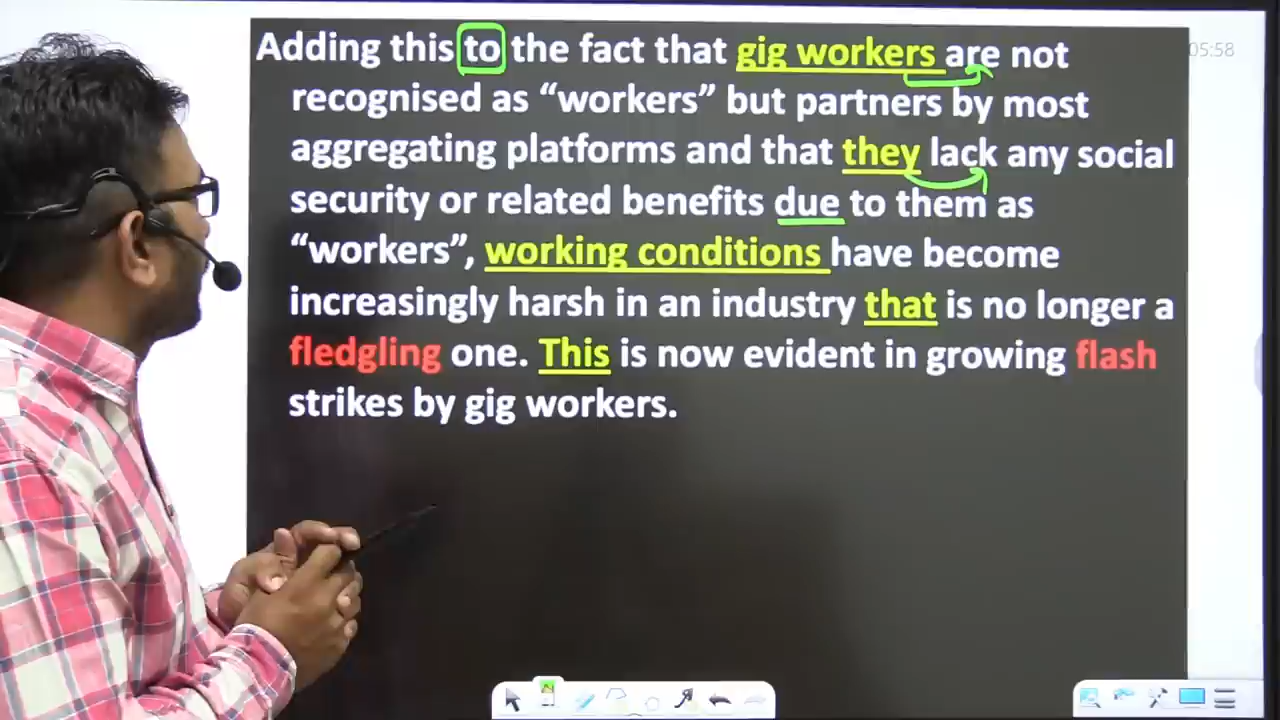 Adding this to the fact that gig workers are not
05:58
recognised as “workers” but partners by most
aggregating platforms and that they lack any social
security or related benefits due to them as
“workers”, working conditions have become
increasingly harsh in an industry that is no longer a
fledgling one. This is now evident in growing flash
strikes by gig workers.